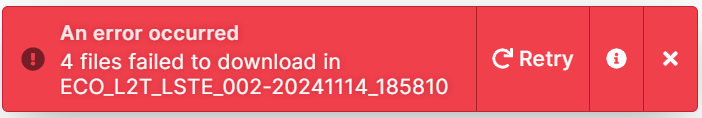 An error occurred
4 files failed to download in
ECO_L2T_LSTE_002-20241114_185810
Retry